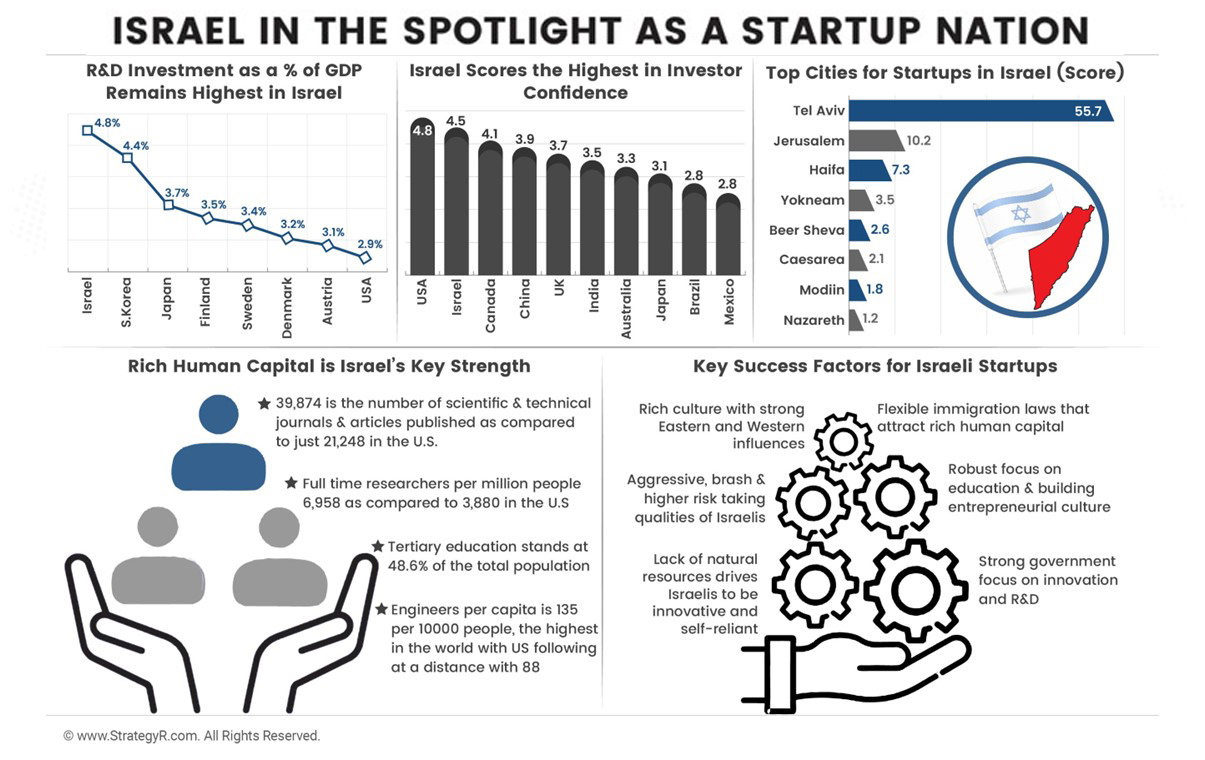 ISRAEL IN THE SPOTLIGHT AS A STARTUP NATION
R&D Investment as a % of GDP
Remains Highest in Israel
4.8%
4.4%
3.7%
3.5%
3.4%
3.2%
3.1%
2.9%
Israel
S.Korea
Japan
Finland
Sweden
Denmark
Austria
USA
Israel Scores the Highest in Investor
Confidence
4.8
4.5
4.1
3.9
3.7
3.5
3.3
3.1
2.8
2.8
USA
Israel
Canada
China
UK
India
Australia
Japan
Brazil
Mexico
Top Cities for Startups in Israel (Score)
Tel Aviv 55.7
Jerusalem 10.2
Haifa 7.3
Yokneam 3.5
Beer Sheva 2.6
Caesarea 2.1
Modiin 1.8
Nazareth 1.2
Rich Human Capital is Israel's Key Strength
39,874 is the number of scientific & technical
journals & articles published as compared
to just 21,248 in the U.S.
Full time researchers per million people
6,958 as compared to 3,880 in the U.S
Tertiary education stands at
48.6% of the total population
Engineers per capita is 135
per 10000 people, the highest
in the world with US following
at a distance with 88
Key Success Factors for Israeli Startups
Rich culture with strong
Eastern and Western
influences
Flexible immigration laws that
attract rich human capital
Aggressive, brash &
higher risk taking
qualities of Israelis
Robust focus on
education & building
entrepreneurial culture
Lack of natural
resources drives
Israelis to be
innovative and
self-reliant
Strong government
focus on innovation
and R&D
© www.StrategyR.com. All Rights Reserved.